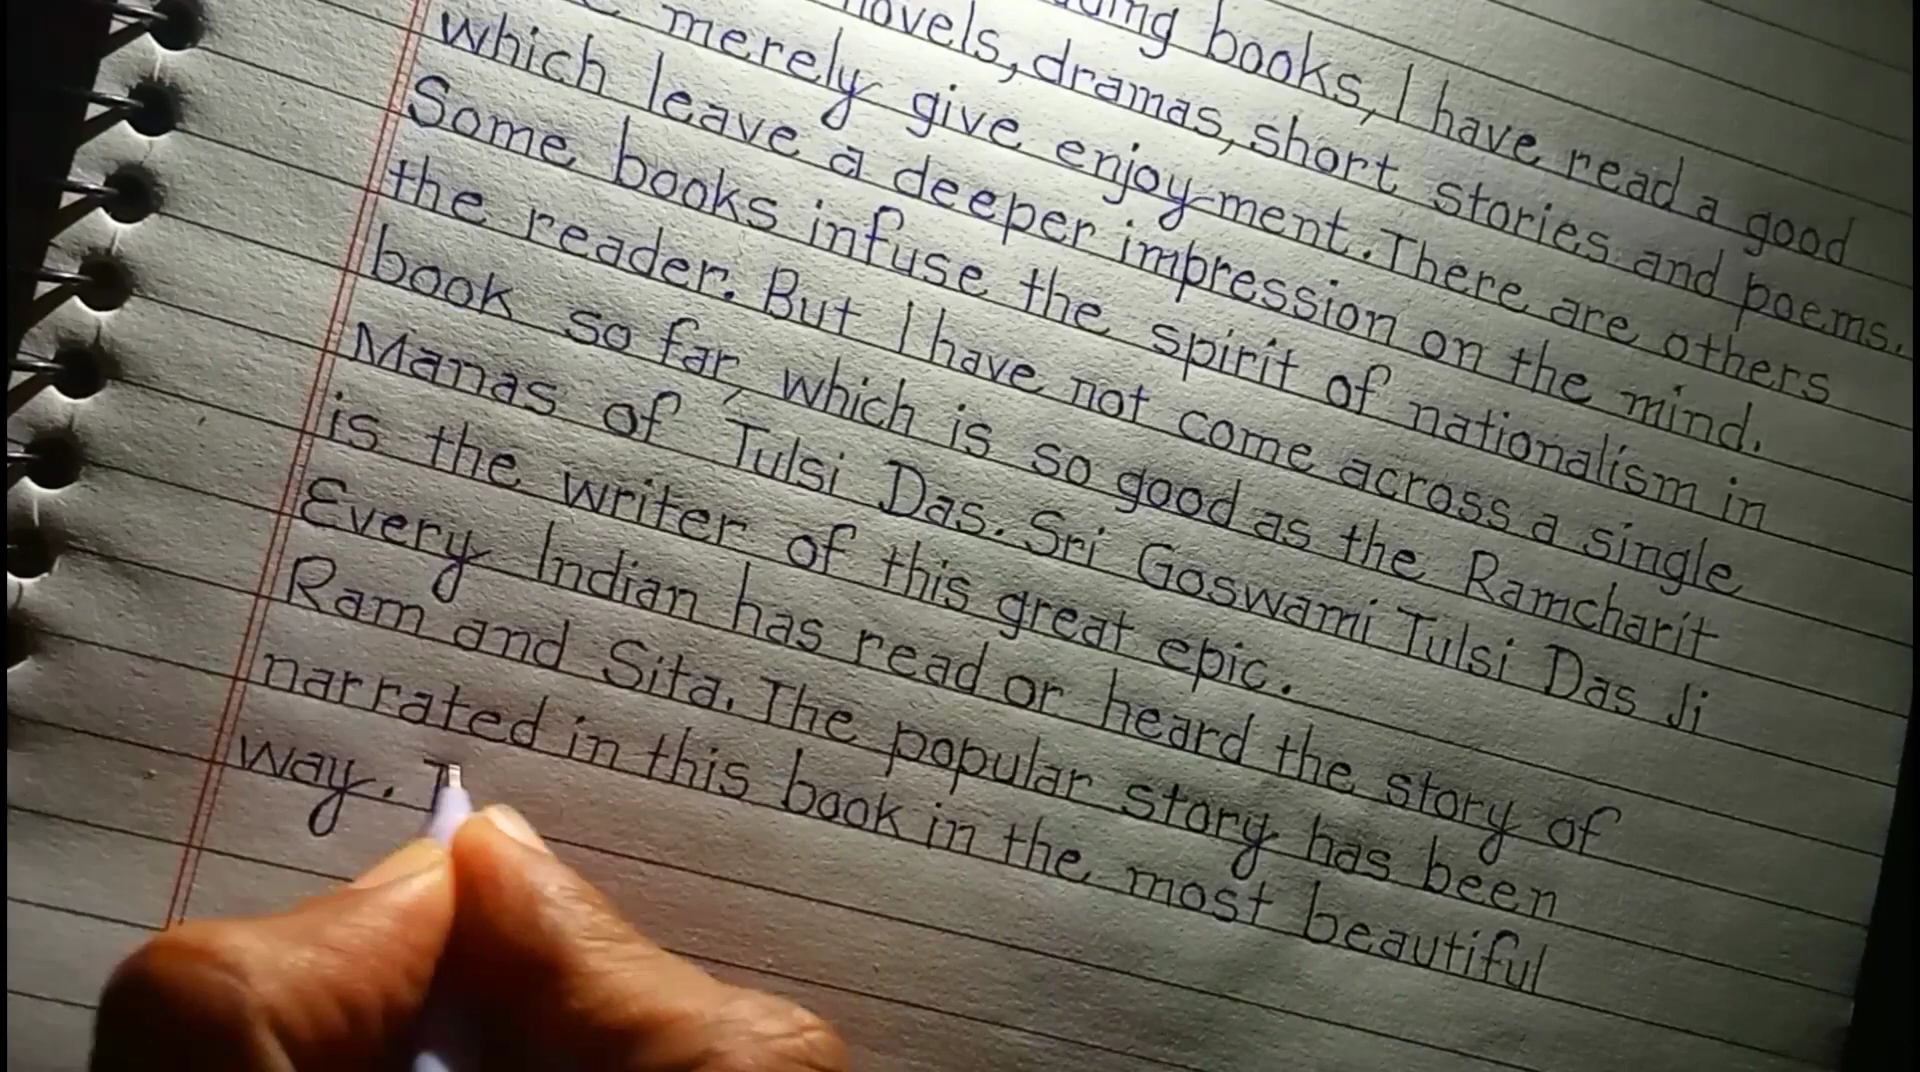 books, I have read a good
novels, dramas, short stories and poems.
merely give enjoyment. There are others
which leave a deeper impression on the mind.
Some books infuse the spirit of nationalism in
the reader. But I have not come across a single
book so far, which is so good as the Ramcharit
Manas of Tulsi Das. Sri Goswami Tulsi Das Ji
is the writer of this great epic.
Every Indian has read or heard the story of
Ram and Sita. The popular story has been
narrated in this book in the most beautiful
way. T